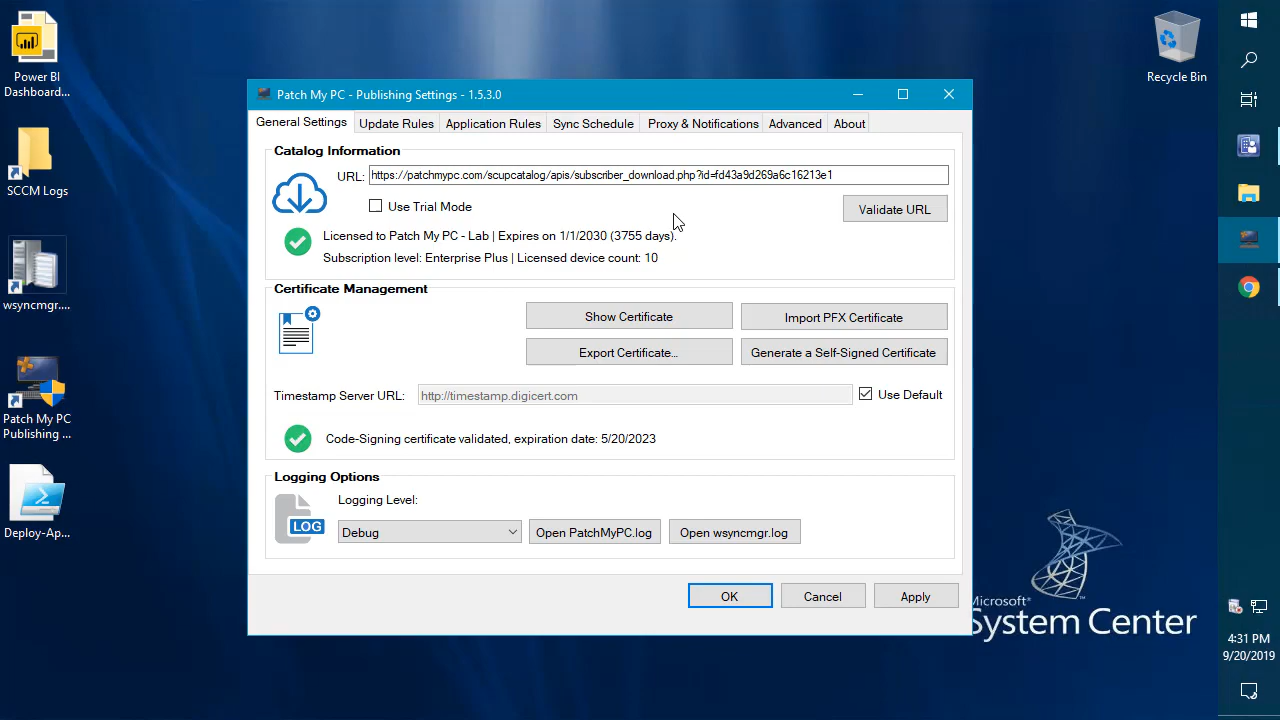 Power BI
Dashboard...
SCCM Logs
wsyncmgr....
Patch My PC
Publishing ...
Deploy-Ap...
Recycle Bin
Patch My PC - Publishing Settings - 1.5.3.0
General Settings
Update Rules
Application Rules
Sync Schedule
Proxy & Notifications
Advanced
About
Catalog Information
URL: https://patchmypc.com/scupcatalog/apis/subscriber_download.php?id=fd43a9d269a6c16213e1
Use Trial Mode
Validate URL
Licensed to Patch My PC - Lab | Expires on 1/1/2030 (3755 days).
Subscription level: Enterprise Plus | Licensed device count: 10
Certificate Management
Show Certificate
Import PFX Certificate
Export Certificate...
Generate a Self-Signed Certificate
Timestamp Server URL: http://timestamp.digicert.com
Use Default
Code-Signing certificate validated, expiration date: 5/20/2023
Logging Options
Logging Level:
LOG
Debug
Open PatchMyPC.log
Open wsyncmgr.log
OK
Cancel
Apply
Microsoft*
System Center
4:31 PM
9/20/2019